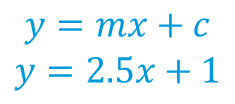 y = mx + c
y = 2.5x + 1